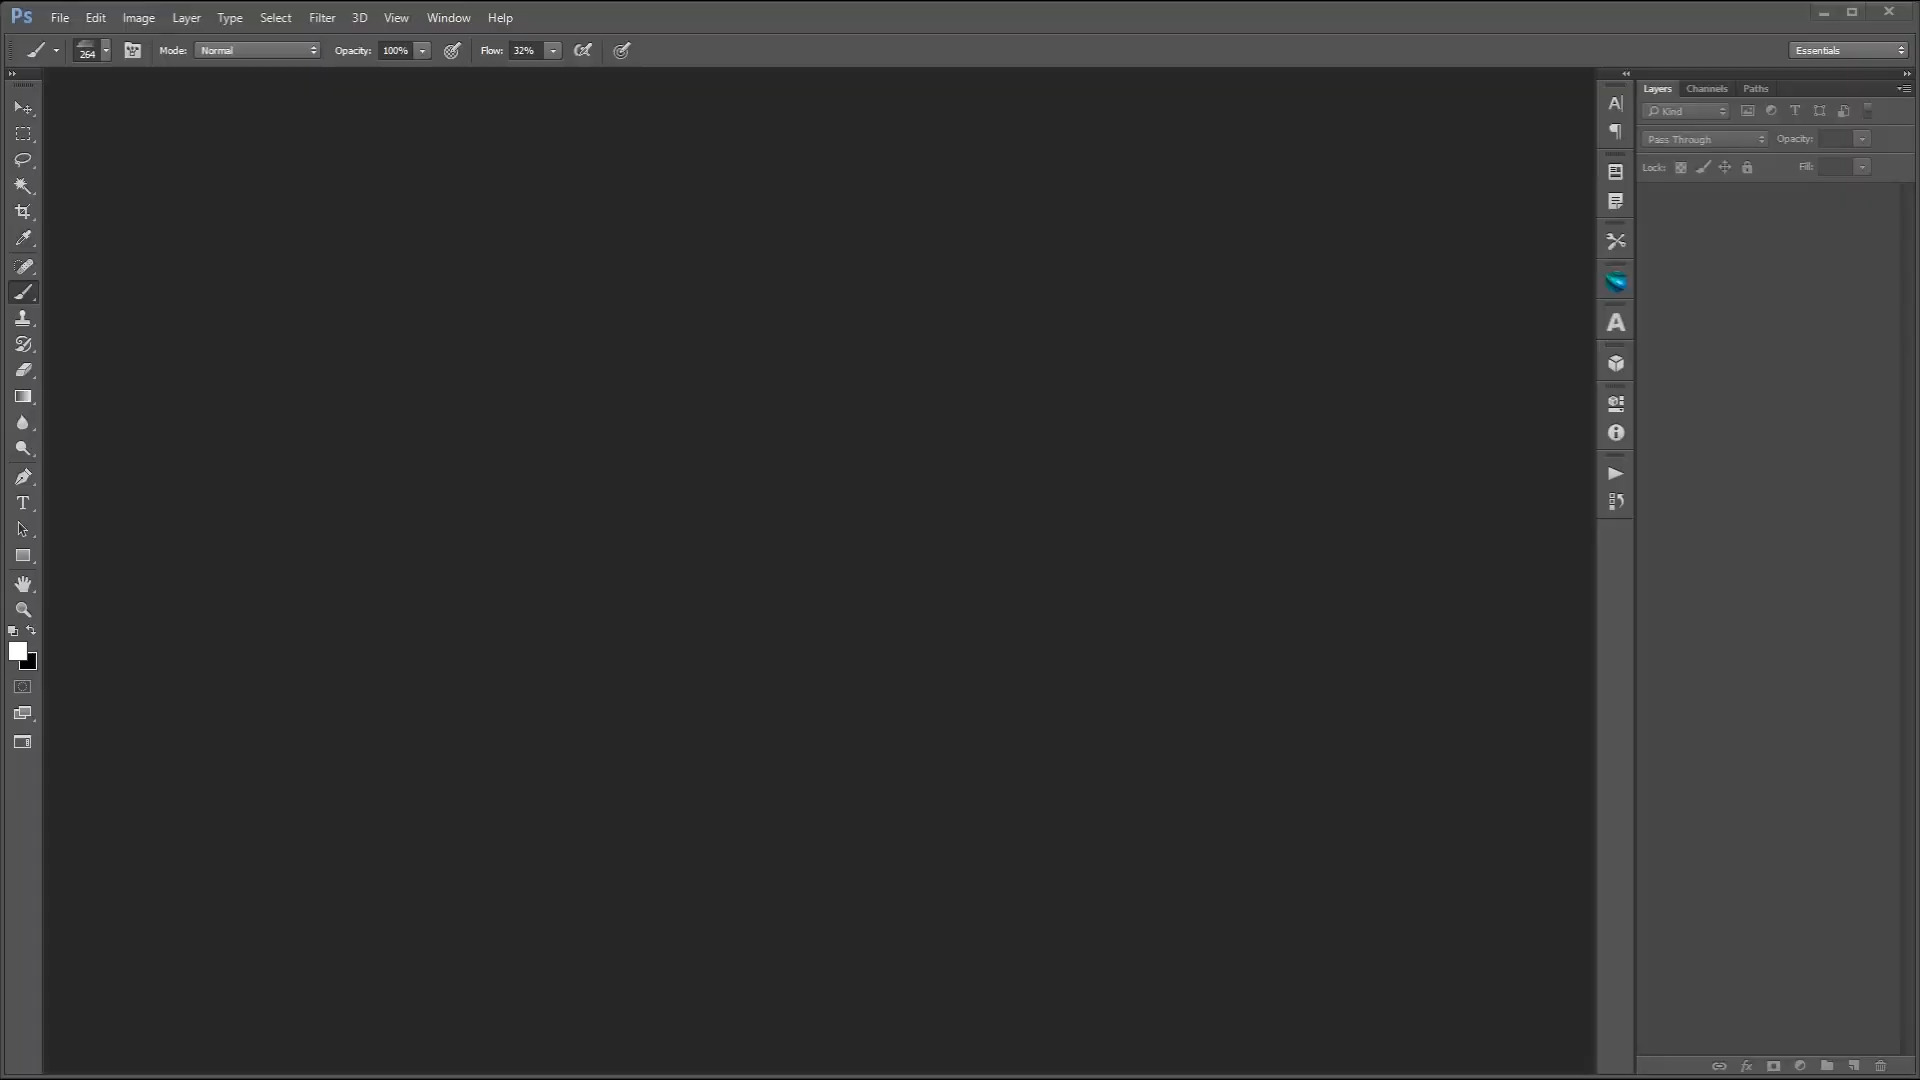 Ps File Edit Image Layer Type Select Filter 3D View Window Help
264 Mode: Normal Opacity: 100% Flow: 32% Essentials
Layers Channels Paths
Kind
Pass Through Opacity:
Lock: Fill: